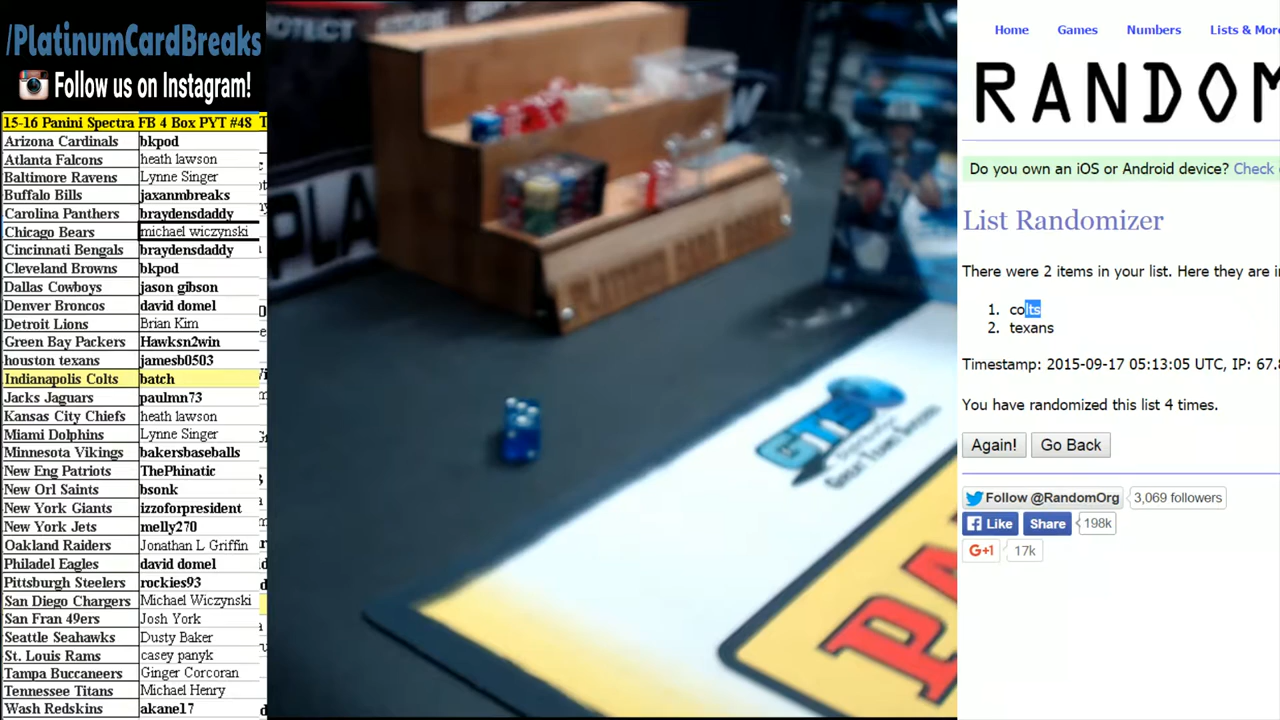 /PlatinumCardBreaks
Follow us on Instagram!
15-16 Panini Spectra FB 4 Box PYT #48
Arizona Cardinals bkpod
Atlanta Falcons heath lawson
Baltimore Ravens Lynne Singer
Buffalo Bills jaxanmbreaks
Carolina Panthers braydensdaddy
Chicago Bears michael wiczynski
Cincinnati Bengals braydensdaddy
Cleveland Browns bkpod
Dallas Cowboys jason gibson
Denver Broncos david domel
Detroit Lions Brian Kim
Green Bay Packers Hawksn2win
houston texans jamesb0503
Indianapolis Colts batch
Jacks Jaguars paulmn73
Kansas City Chiefs heath lawson
Miami Dolphins Lynne Singer
Minnesota Vikings bakersbaseballs
New Eng Patriots ThePhinatic
New Orl Saints bsonk
New York Giants izzoforpresident
New York Jets melly270
Oakland Raiders Jonathan L Griffin
Philadel Eagles david domel
Pittsburgh Steelers rockies93
San Diego Chargers Michael Wiczynski
San Fran 49ers Josh York
Seattle Seahawks Dusty Baker
St. Louis Rams casey panyk
Tampa Buccaneers Ginger Corcoran
Tennessee Titans Michael Henry
Wash Redskins akane17
GTS
PA
Home Games Numbers Lists & More
RANDOM
Do you own an iOS or Android device? Check
List Randomizer
There were 2 items in your list. Here they are in
1. colts
2. texans
Timestamp: 2015-09-17 05:13:05 UTC, IP: 67.8
You have randomized this list 4 times.
Again! Go Back
Follow @RandomOrg 3,069 followers
Like Share 198k
G+1 17k